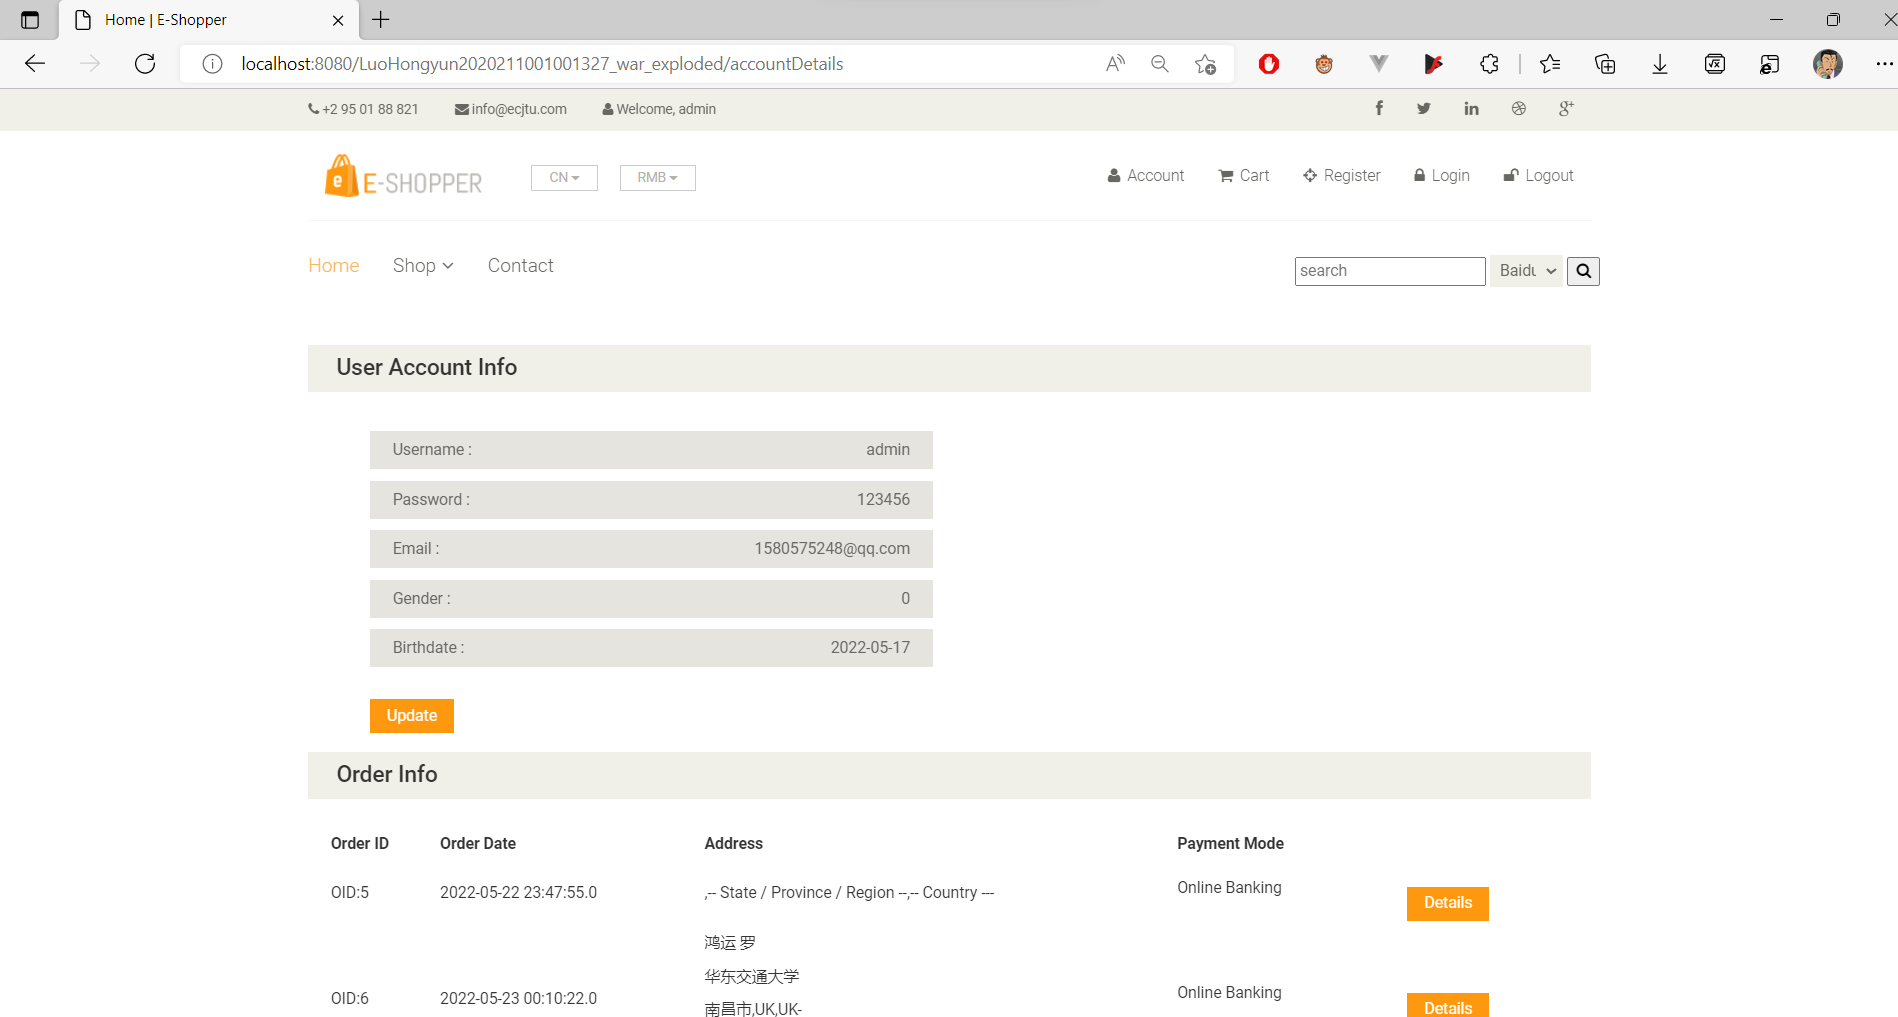 Home | E-Shopper
localhost:8080/LuoHongyun2020211001001327_war_exploded/accountDetails
+2 95 01 88 821 info@ecjtu.com Welcome, admin
E-SHOPPER CN RMB Account Cart Register Login Logout
Home Shop Contact search Baidu
User Account Info
Username : admin
Password : 123456
Email : 1580575248@qq.com
Gender : 0
Birthdate : 2022-05-17
Update
Order Info
Order ID Order Date Address Payment Mode
OID:5 2022-05-22 23:47:55.0 ,-- State / Province / Region --,-- Country --- Online Banking Details
鸿运 罗
华东交通大学
OID:6 2022-05-23 00:10:22.0 南昌市,UK,UK- Online Banking Details